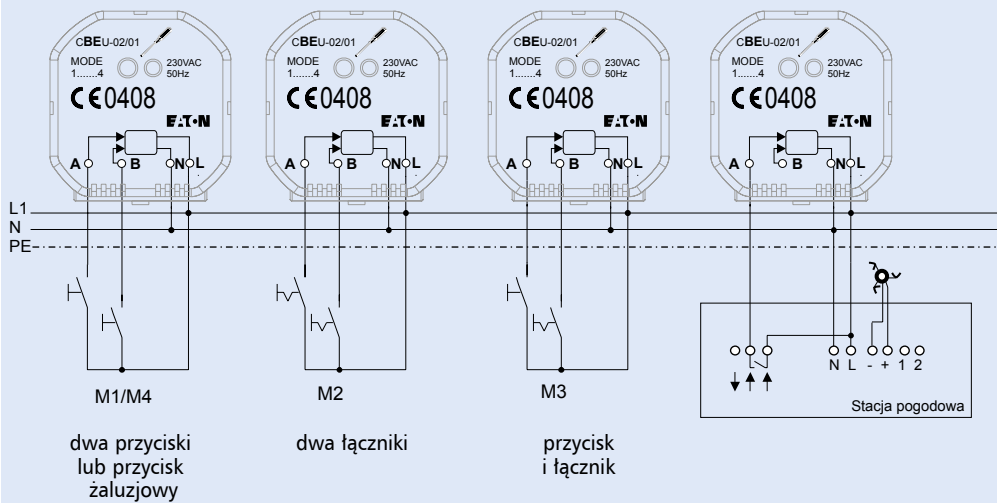 CBEU-02/01
MODE
1.......4
230VAC
50Hz
CE0408
EATON
A B N L
CBEU-02/01
MODE
1.......4
230VAC
50Hz
CE0408
EATON
A B N L
CBEU-02/01
MODE
1.......4
230VAC
50Hz
CE0408
EATON
A B N L
CBEU-02/01
MODE
1.......4
230VAC
50Hz
CE0408
EATON
A B N L
L1
N
PE
N L - + 1 2
Stacja pogodowa
M1/M4
dwa przyciski
lub przycisk
żaluzjowy
M2
dwa łączniki
M3
przycisk
i łącznik